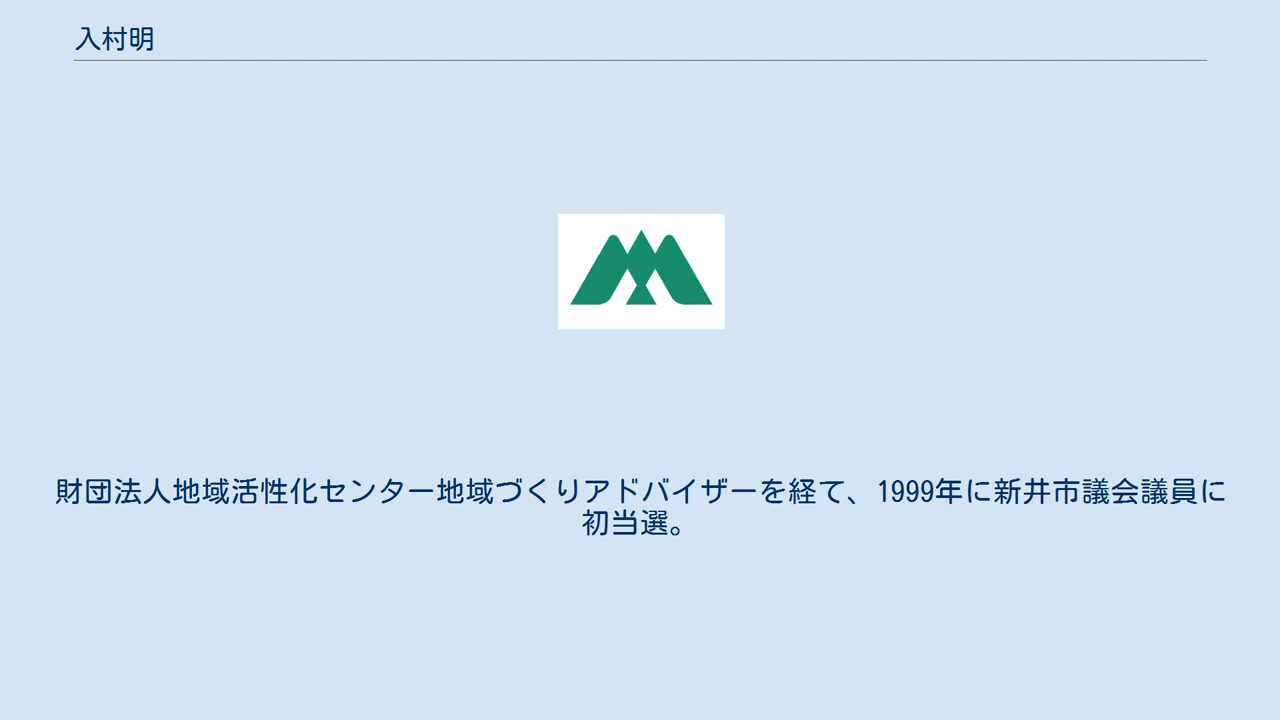 入村明
財団法人地域活性化センター地域づくりアドバイザーを経て、1999年に新井市議会議員に
初当選。